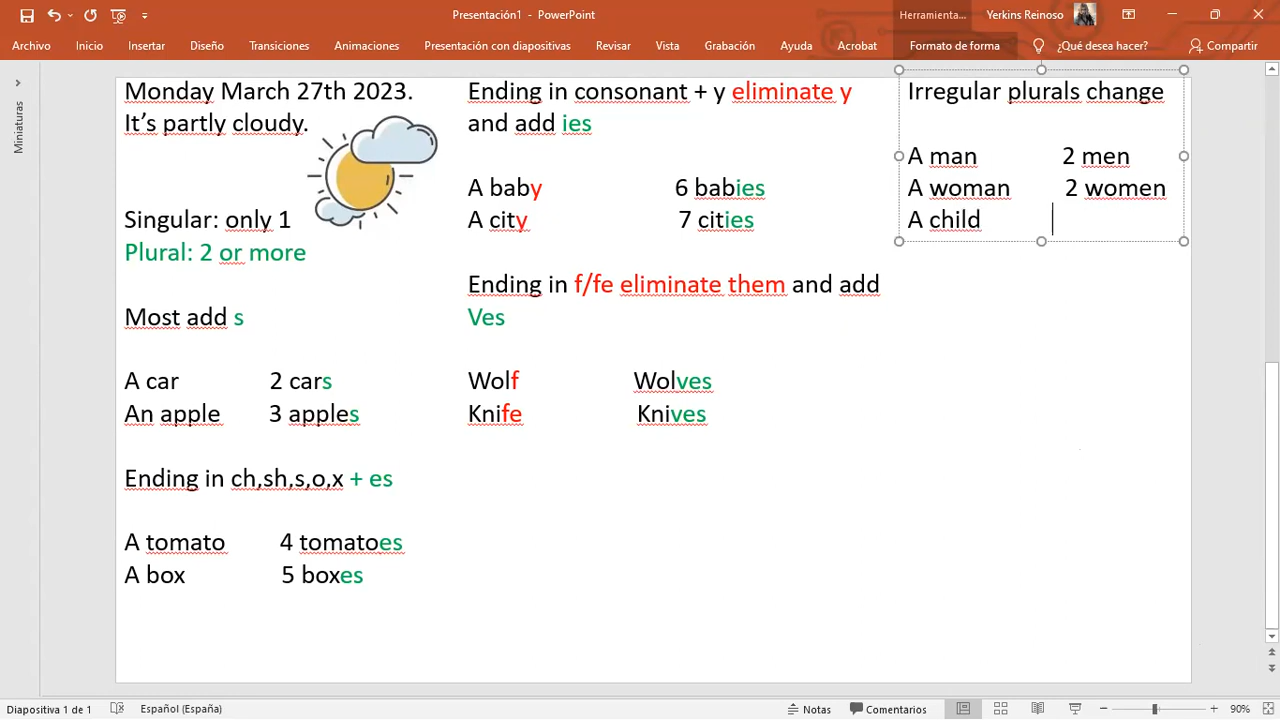 Presentación1 - PowerPoint
Herramienta...
Yerkins Reinoso
Archivo
Inicio
Insertar
Diseño
Transiciones
Animaciones
Presentación con diapositivas
Revisar
Vista
Grabación
Ayuda
Acrobat
Formato de forma
¿Qué desea hacer?
Compartir
Miniaturas
Monday March 27th 2023.
It's partly cloudy.
Singular: only 1
Plural: 2 or more
Most add s
A car 2 cars
An apple 3 apples
Ending in ch,sh,s,o,x + es
A tomato 4 tomatoes
A box 5 boxes
Ending in consonant + y eliminate y
and add ies
A baby 6 babies
A city 7 cities
Ending in f/fe eliminate them and add
Ves
Wolf Wolves
Knife Knives
Irregular plurals change
A man 2 men
A woman 2 women
A child
Diapositiva 1 de 1
Español (España)
Notas
Comentarios
90%